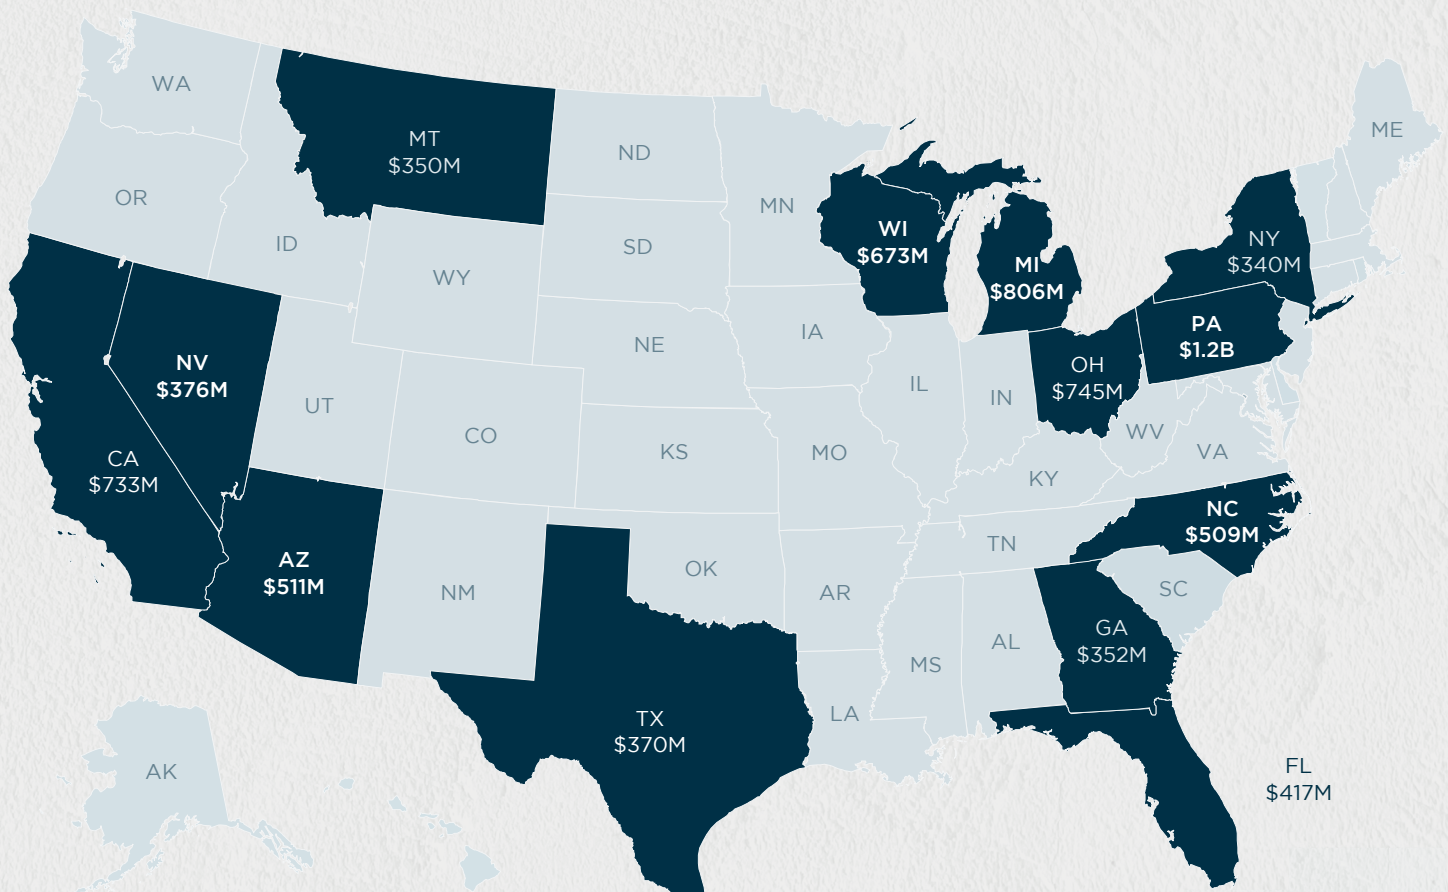 WA
MT
$350M
ND
ME
OR
MN
ID
SD
WI
$673M
NY
$340M
WY
MI
$806M
NE
IA
PA
$1.2B
NV
$376M
UT
CO
IL
IN
OH
$745M
CA
$733M
KS
MO
WV
VA
KY
NC
$509M
AZ
$511M
NM
OK
AR
TN
SC
MS
AL
GA
$352M
TX
$370M
LA
AK
FL
$417M